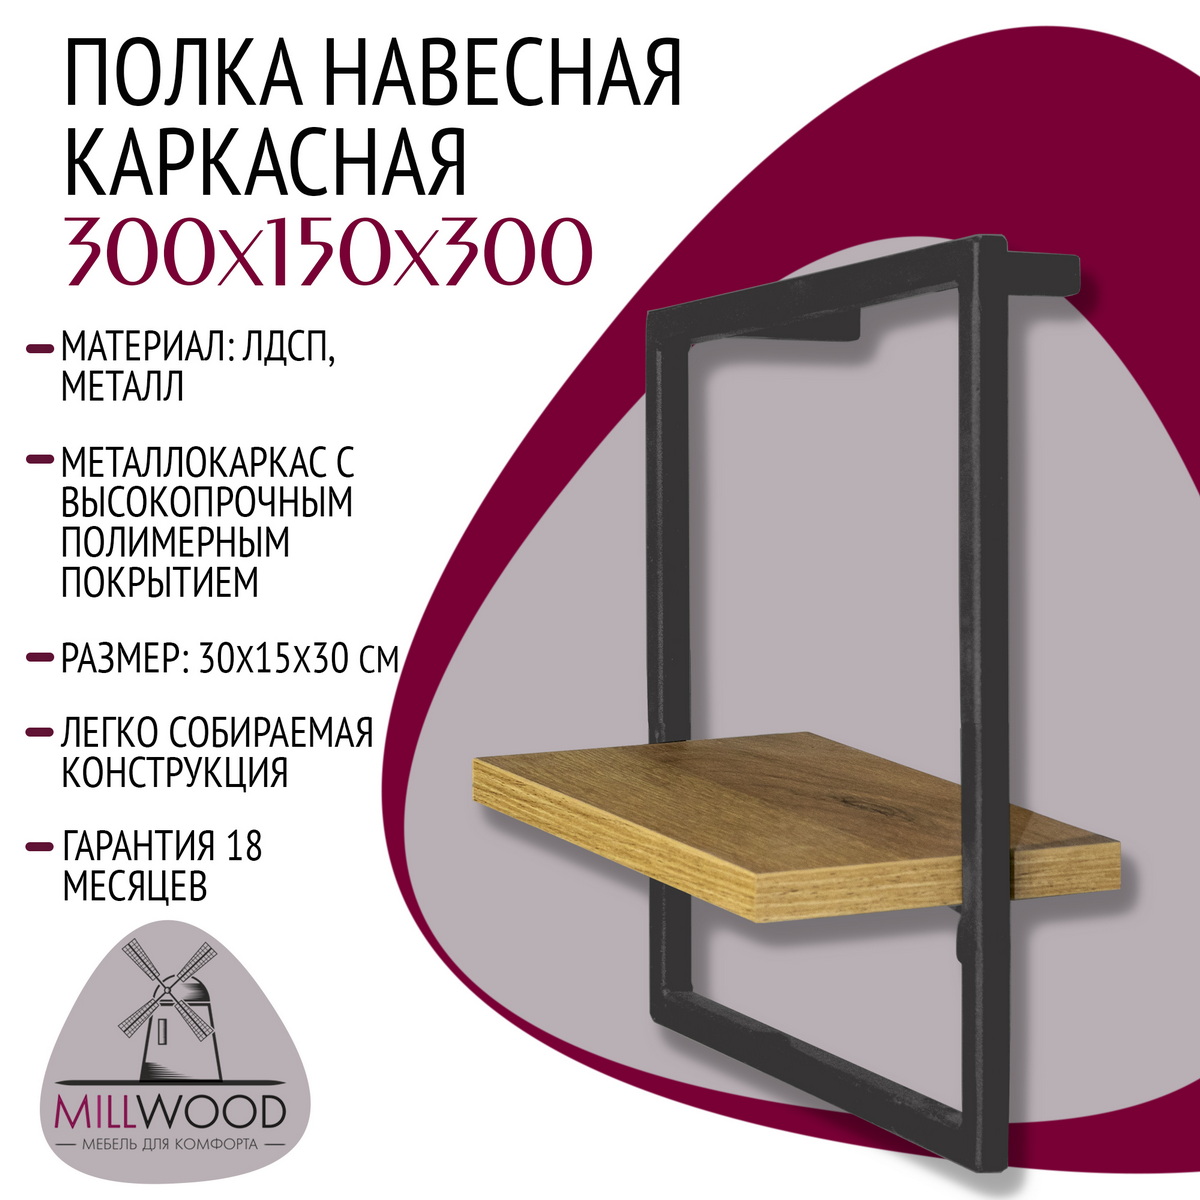 ПОЛКА НАВЕСНАЯ
КАРКАСНАЯ
300х150х300
МАТЕРИАЛ: ЛДСП,
МЕТАЛЛ
МЕТАЛЛОКАРКАС С
ВЫСОКОПРОЧНЫМ
ПОЛИМЕРНЫМ
ПОКРЫТИЕМ
РАЗМЕР: 30Х15Х30 СМ
ЛЕГКО СОБИРАЕМАЯ
КОНСТРУКЦИЯ
ГАРАНТИЯ 18
МЕСЯЦЕВ
MILLWOOD
МЕБЕЛЬ ДЛЯ КОМФОРТА